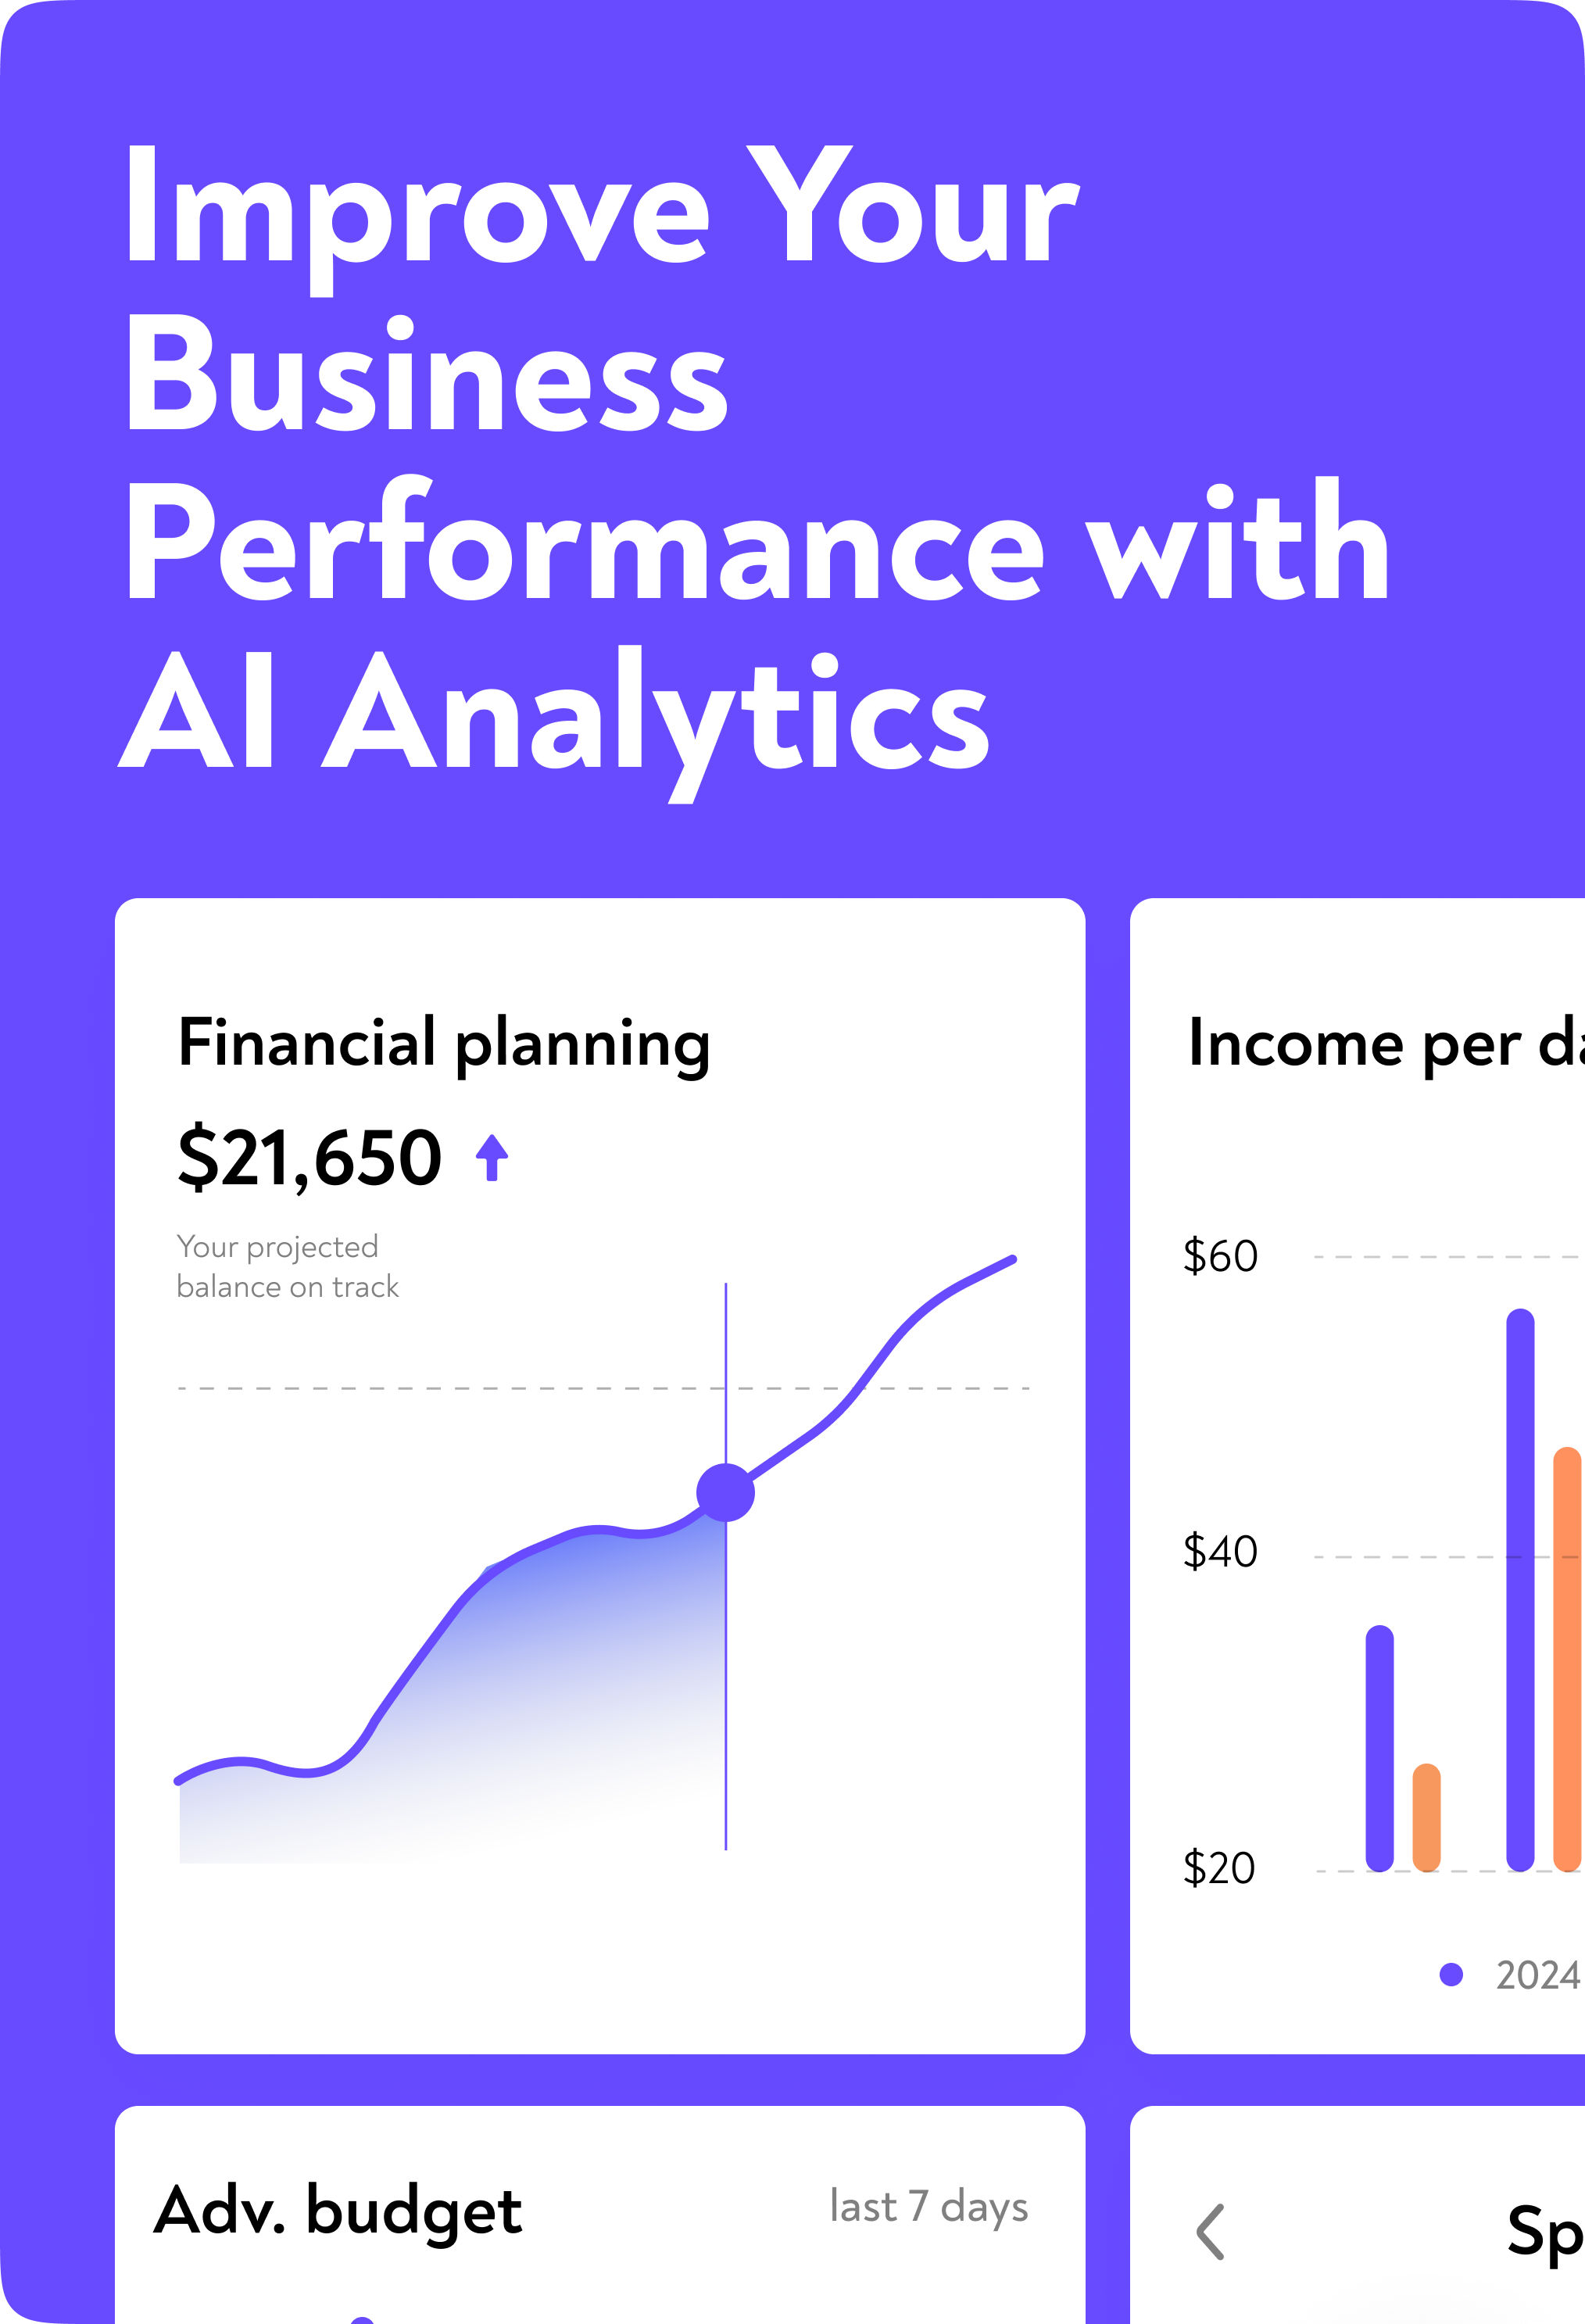 Improve Your
Business
Performance with
AI Analytics
Financial planning
$21,650
Your projected
balance on track
Income per
$60
$40
$20
2024
Adv. budget
last 7 days